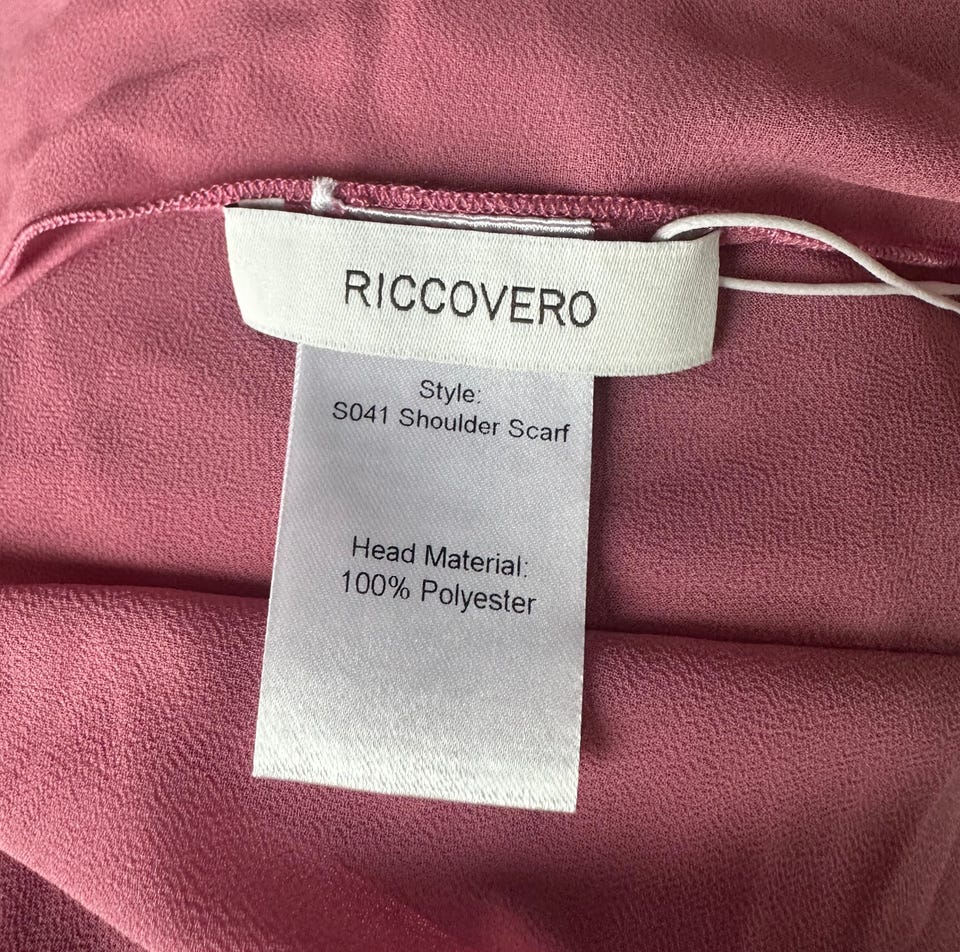 RICCOVERO
Style:
S041 Shoulder Scarf
Head Material:
100% Polyester